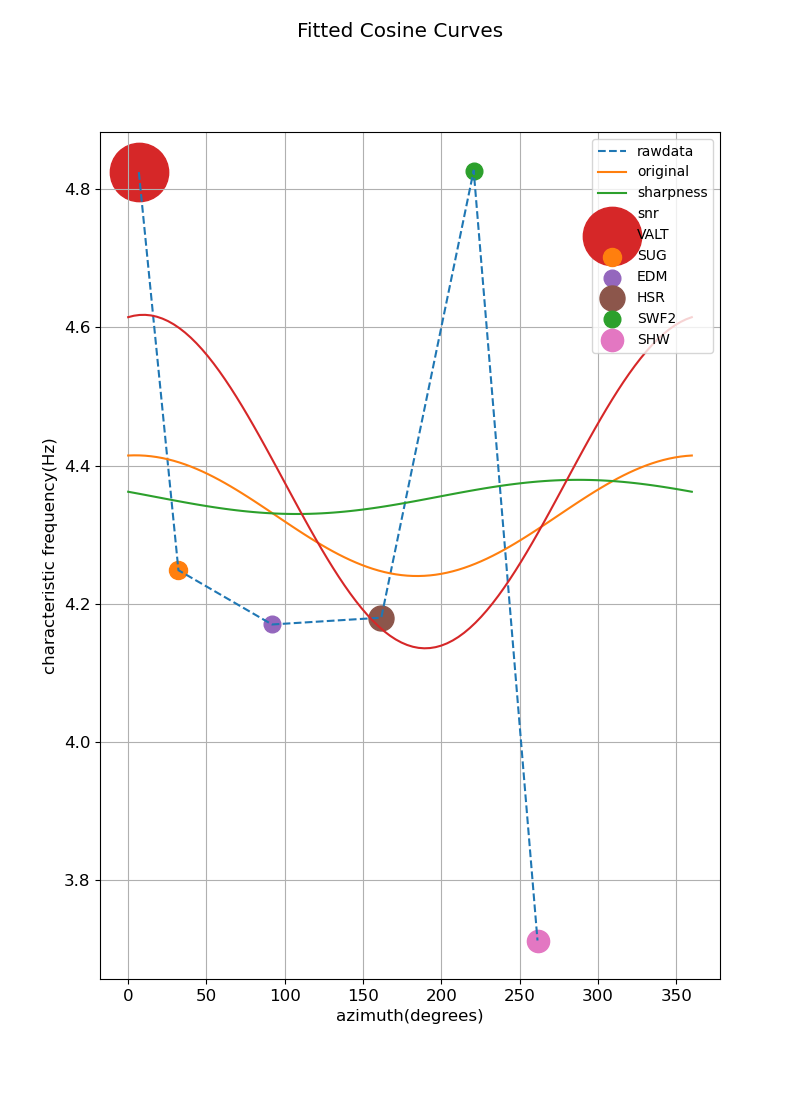 Fitted Cosine Curves
rawdata
original
sharpness
snr
VALT
SUG
EDM
HSR
SWF2
SHW
characteristic frequency(Hz)
4.8
4.6
4.4
4.2
4.0
3.8
0 50 100 150 200 250 300 350
azimuth(degrees)